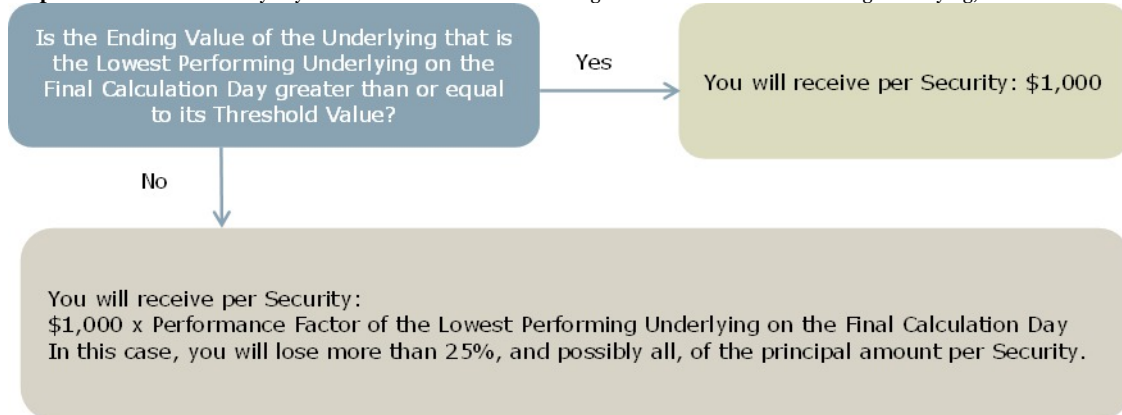 Is the Ending Value of the Underlying that is
the Lowest Performing Underlying on the
Final Calculation Day greater than or equal
to its Threshold Value?
Yes
You will receive per Security: $1,000
No
You will receive per Security:
$1,000 x Performance Factor of the Lowest Performing Underlying on the Final Calculation Day
In this case, you will lose more than 25%, and possibly all, of the principal amount per Security.